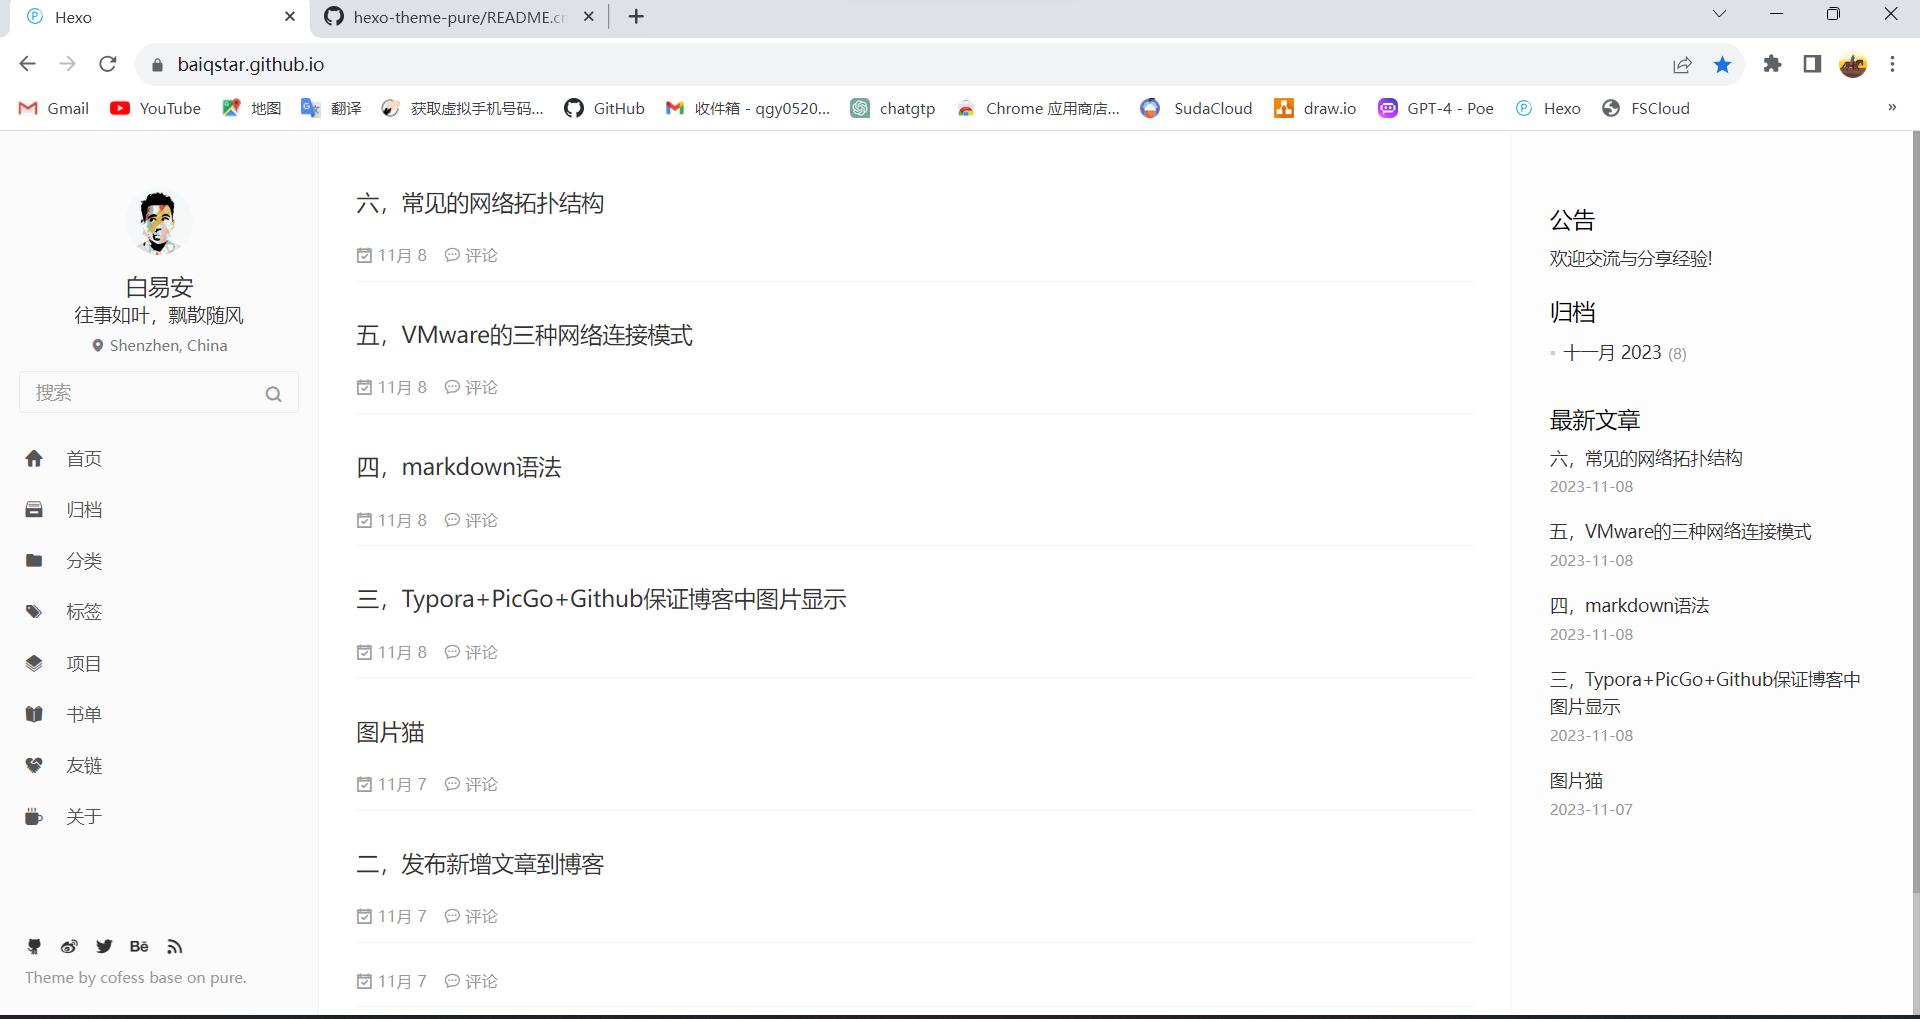 Hexo
hexo-theme-pure/README.cn
baiqstar.github.io
Gmail
YouTube
地图
翻译
获取虚拟手机号码...
GitHub
收件箱 - qgy0520...
chatgtp
Chrome 应用商店...
SudaCloud
draw.io
GPT-4 - Poe
Hexo
FSCloud
»
白易安
往事如叶，飘散随风
Shenzhen, China
搜索
首页
归档
分类
标签
项目
书单
友链
关于
Bē
Theme by cofess base on pure.
六，常见的网络拓扑结构
11月 8 评论
五，VMware的三种网络连接模式
11月 8 评论
四，markdown语法
11月 8 评论
三，Typora+PicGo+Github保证博客中图片显示
11月 8 评论
图片猫
11月 7 评论
二，发布新增文章到博客
11月 7 评论
11月 7 评论
公告
欢迎交流与分享经验!
归档
十一月 2023 (8)
最新文章
六，常见的网络拓扑结构
2023-11-08
五，VMware的三种网络连接模式
2023-11-08
四，markdown语法
2023-11-08
三，Typora+PicGo+Github保证博客中
图片显示
2023-11-08
图片猫
2023-11-07